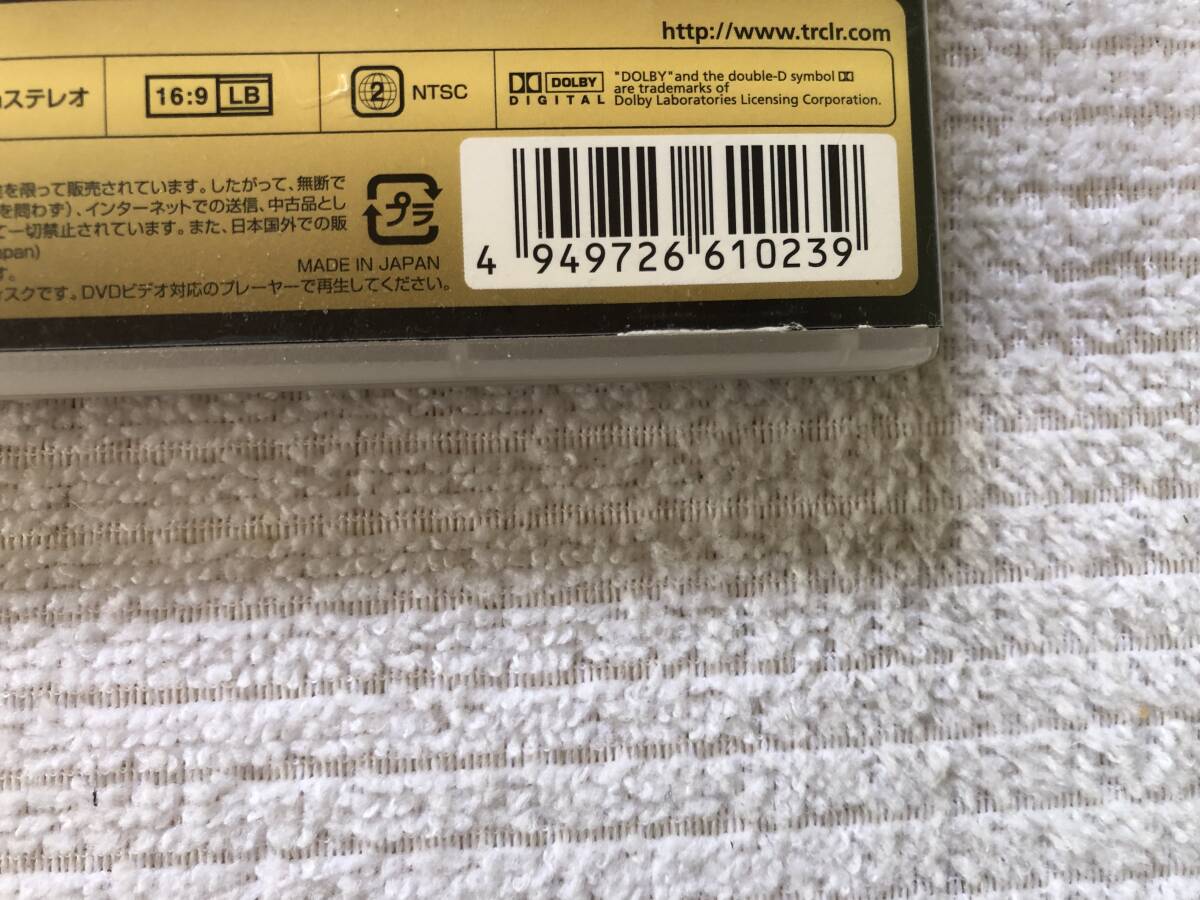 http://www.trclr.com
ステレオ
16:9 LB
2 NTSC
DOLBY
DIGITAL
"DOLBY" and the double-D symbol
are trademarks of
Dolby Laboratories Licensing Corporation.
を限って販売されています。したがって、無断で
を問わず)、インターネットでの送信、中古品とし
て一切禁止されています。また、日本国外での販
pan)
す。
プラ
MADE IN JAPAN
ィスクです。DVDビデオ対応のプレーヤーで再生してください。
4 949726 610239